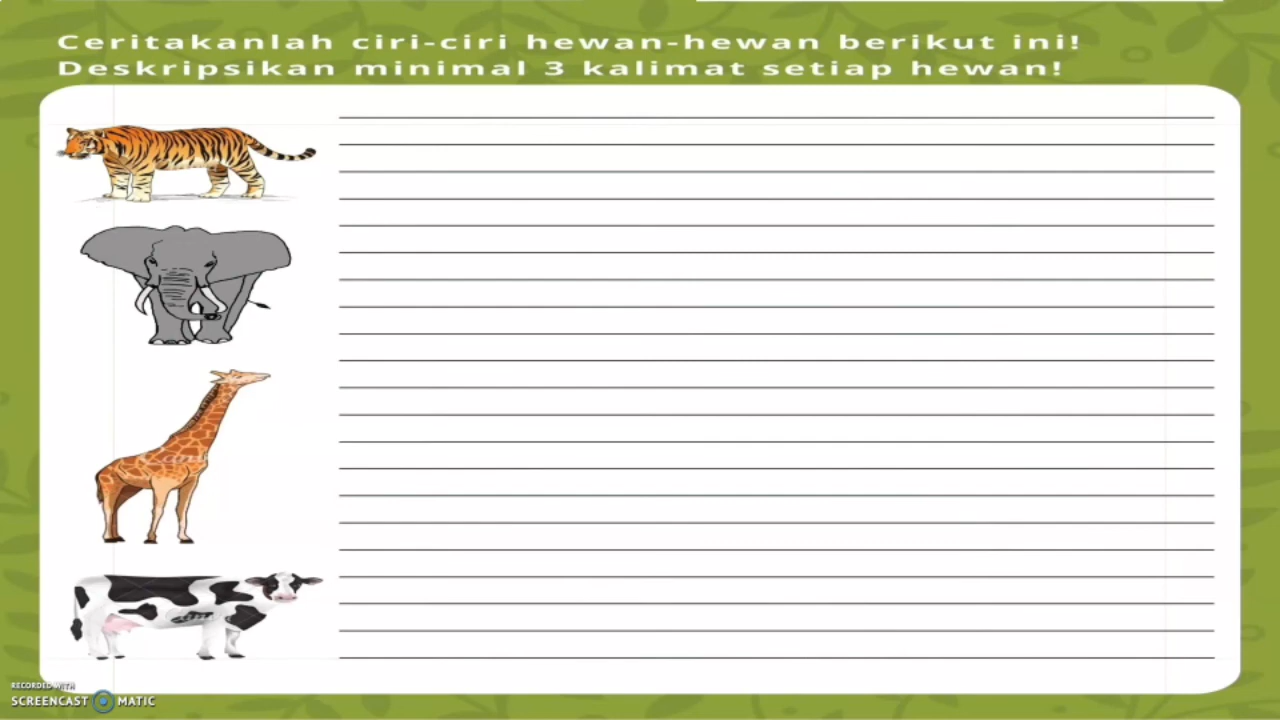 Ceritakanlah ciri-ciri hewan-hewan berikut ini!
Deskripsikan minimal 3 kalimat setiap hewan!
RECORDED WITH
SCREENCAST MATIC